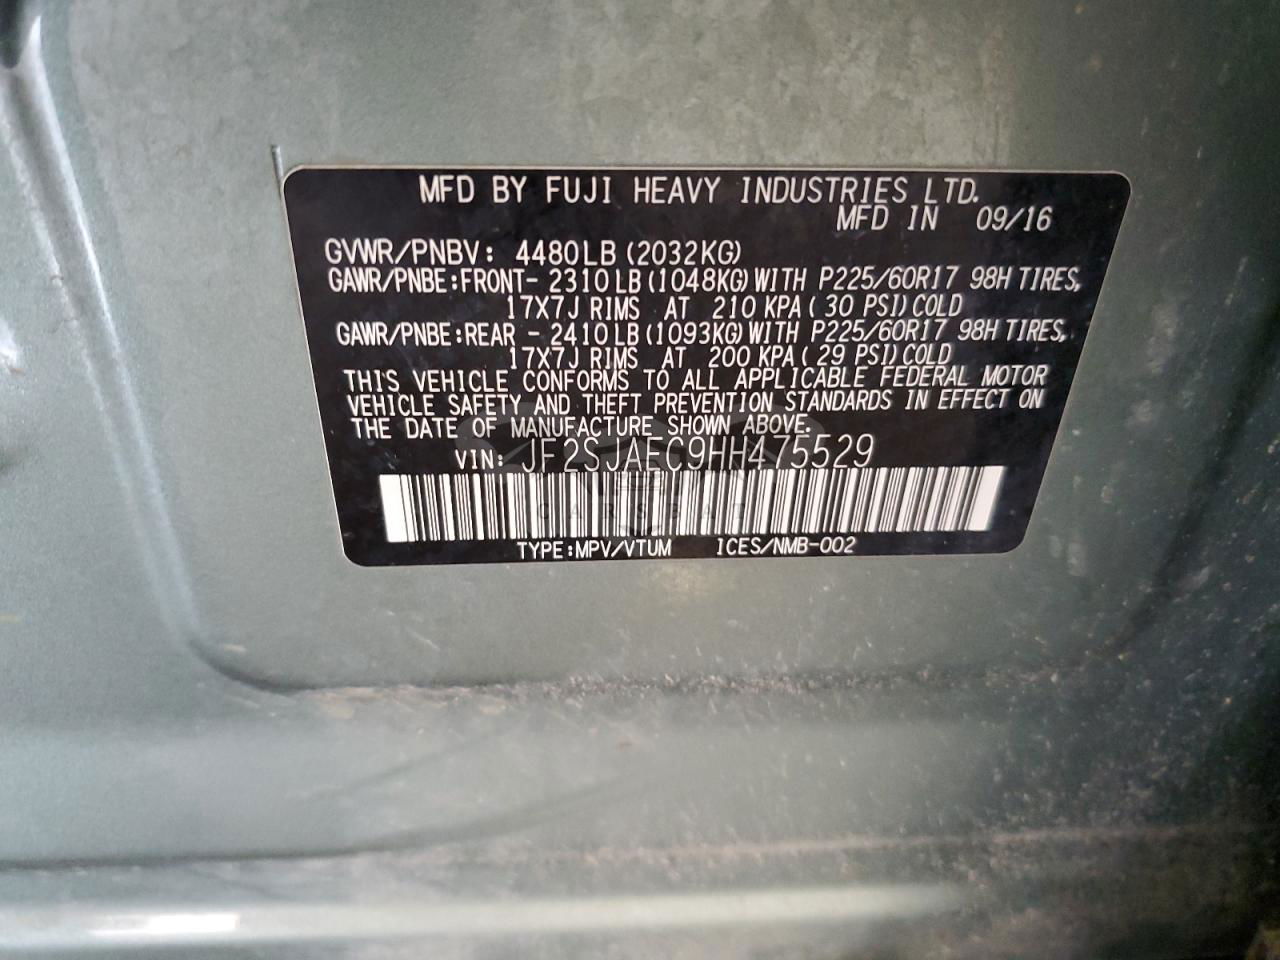 MFD BY FUJI HEAVY INDUSTRIES LTD.
MFD IN 09/16
GVWR/PNBV: 4480LB (2032KG)
GAWR/PNBE:FRONT- 2310LB (1048KG) WITH P225/60R17 98H TIRES,
17X7J RIMS AT 210 KPA ( 30 PSI) COLD
GAWR/PNBE:REAR - 2410LB (1093KG) WITH P225/60R17 98H TIRES,
17X7J RIMS AT 200 KPA ( 29 PSI) COLD
THIS VEHICLE CONFORMS TO ALL APPLICABLE FEDERAL MOTOR
VEHICLE SAFETY AND THEFT PREVENTION STANDARDS IN EFFECT ON
THE DATE OF MANUFACTURE SHOWN ABOVE.
VIN: JF2SJAEC9HH475529
TYPE:MPV/VTUM ICES/NMB-002